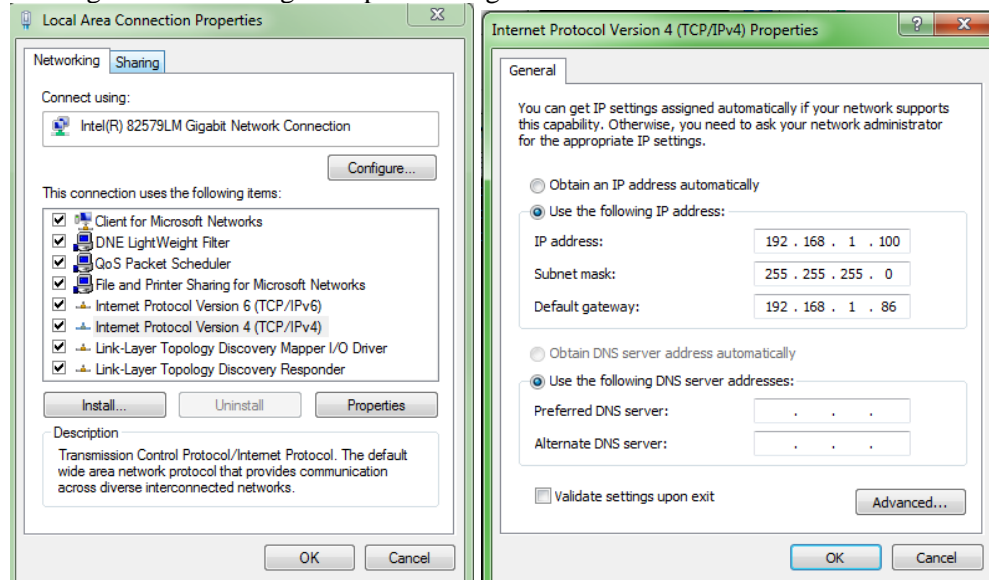 Local Area Connection Properties
Networking
Sharing
Connect using:
Intel(R) 82579LM Gigabit Network Connection
Configure...
This connection uses the following items:
Client for Microsoft Networks
DNE LightWeight Filter
QoS Packet Scheduler
File and Printer Sharing for Microsoft Networks
Internet Protocol Version 6 (TCP/IPv6)
Internet Protocol Version 4 (TCP/IPv4)
Link-Layer Topology Discovery Mapper I/O Driver
Link-Layer Topology Discovery Responder
Install...
Uninstall
Properties
Description
Transmission Control Protocol/Internet Protocol. The default
wide area network protocol that provides communication
across diverse interconnected networks.
OK
Cancel
Internet Protocol Version 4 (TCP/IPv4) Properties
General
You can get IP settings assigned automatically if your network supports
this capability. Otherwise, you need to ask your network administrator
for the appropriate IP settings.
Obtain an IP address automatically
Use the following IP address:
IP address: 192 . 168 . 1 . 100
Subnet mask: 255 . 255 . 255 . 0
Default gateway: 192 . 168 . 1 . 86
Obtain DNS server address automatically
Use the following DNS server addresses:
Preferred DNS server: . . .
Alternate DNS server: . . .
Validate settings upon exit
Advanced...
OK
Cancel